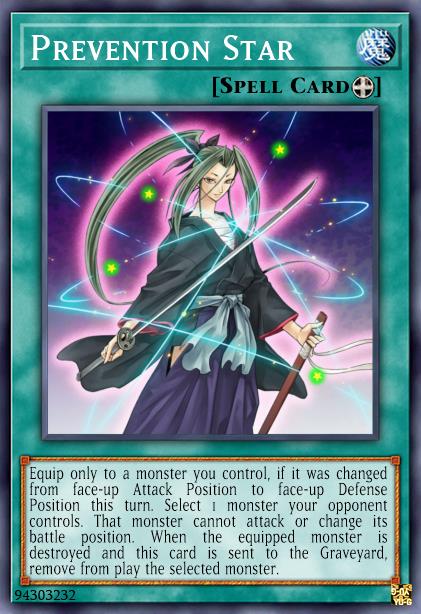 Prevention Star
[Spell Card]
Equip only to a monster you control, if it was changed
from face-up Attack Position to face-up Defense
Position this turn. Select 1 monster your opponent
controls. That monster cannot attack or change its
battle position. When the equipped monster is
destroyed and this card is sent to the Graveyard,
remove from play the selected monster.
94303232